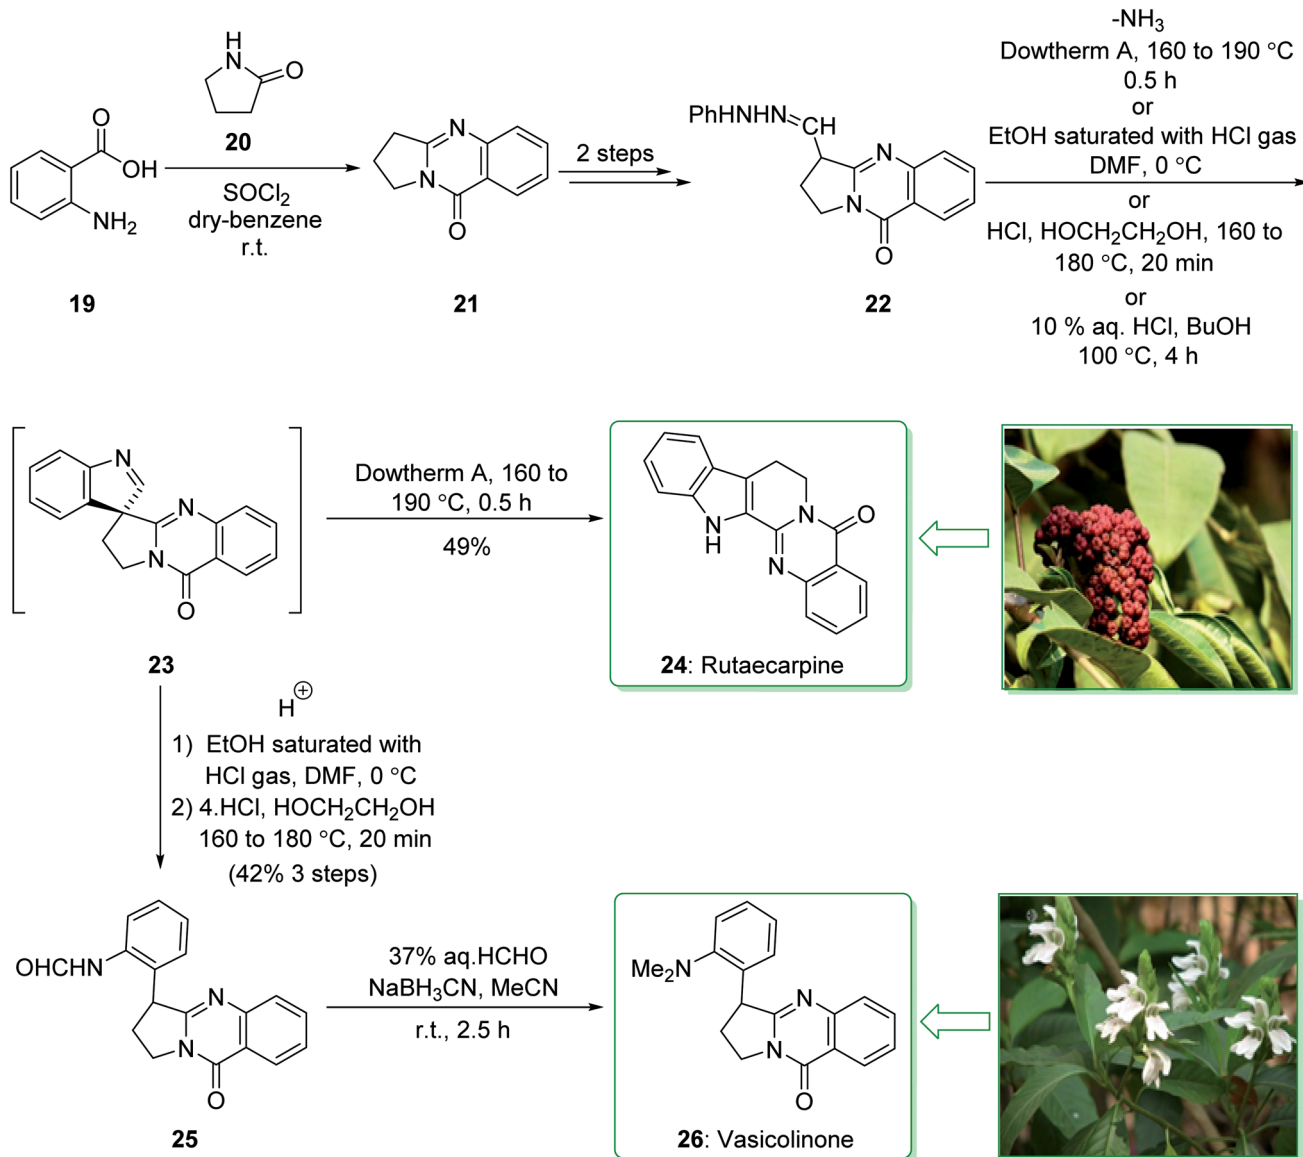 H
N
O
20
O
OH
NH₂
19
SOCl₂
dry-benzene
r.t.
N
N
O
21
2 steps
PhHNHN
CH
N
N
O
22
-NH₃
Dowtherm A, 160 to 190 °C
0.5 h
or
EtOH saturated with HCl gas
DMF, 0 °C
or
HCl, HOCH₂CH₂OH, 160 to
180 °C, 20 min
or
10 % aq. HCl, BuOH
100 °C, 4 h
N
N
N
O
23
Dowtherm A, 160 to
190 °C, 0.5 h
49%
N
H
N
O
N
24: Rutaecarpine
H⊕
1) EtOH saturated with
HCl gas, DMF, 0 °C
2) 4.HCl, HOCH₂CH₂OH
160 to 180 °C, 20 min
(42% 3 steps)
OHCHN
N
N
O
25
37% aq.HCHO
NaBH₃CN, MeCN
r.t., 2.5 h
Me₂N
N
N
O
26: Vasicolinone